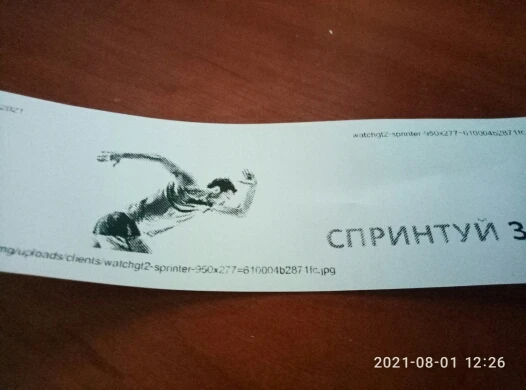 2021
watchgt2-sprinter-950x277=610004b2871fc
СПРИНТУЙ З
mg/uploads/clients/watchgt2-sprinter-950x277=610004b2871fc.jpg
2021-08-01 12:26